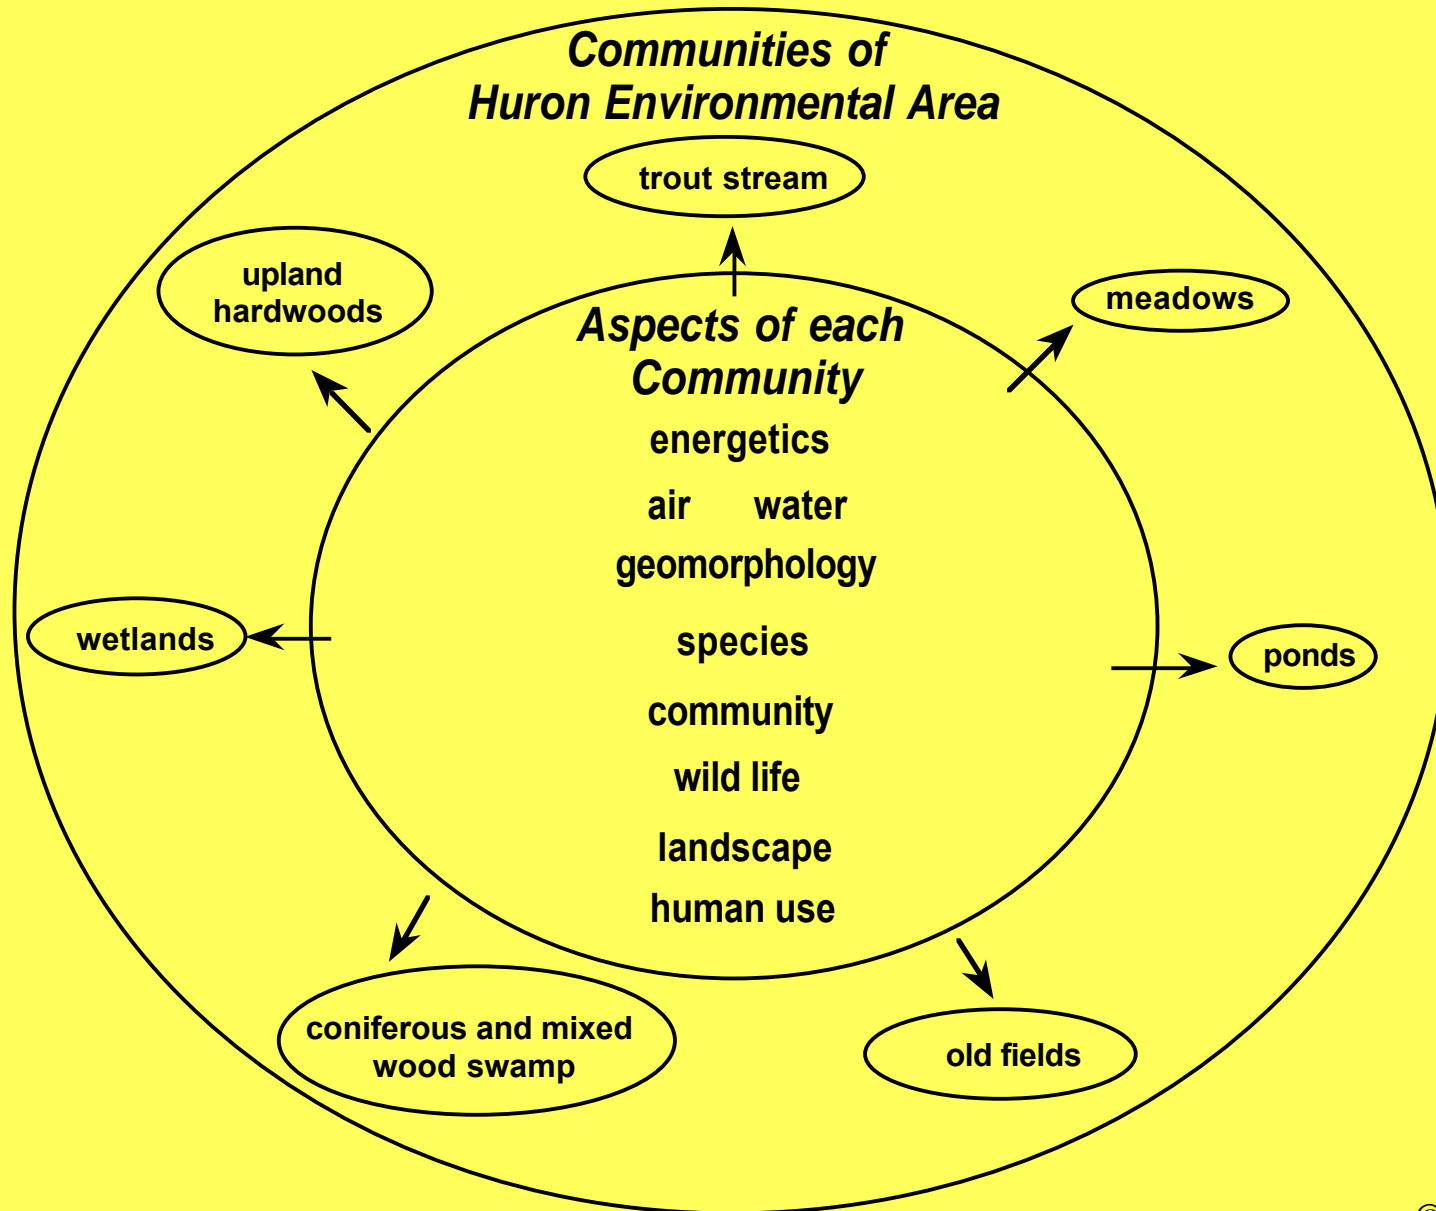 Communities of
Huron Environmental Area
trout stream
upland
hardwoods
meadows
Aspects of each
Community
energetics
air water
geomorphology
species
wetlands
ponds
community
wild life
landscape
human use
coniferous and mixed
wood swamp
old fields